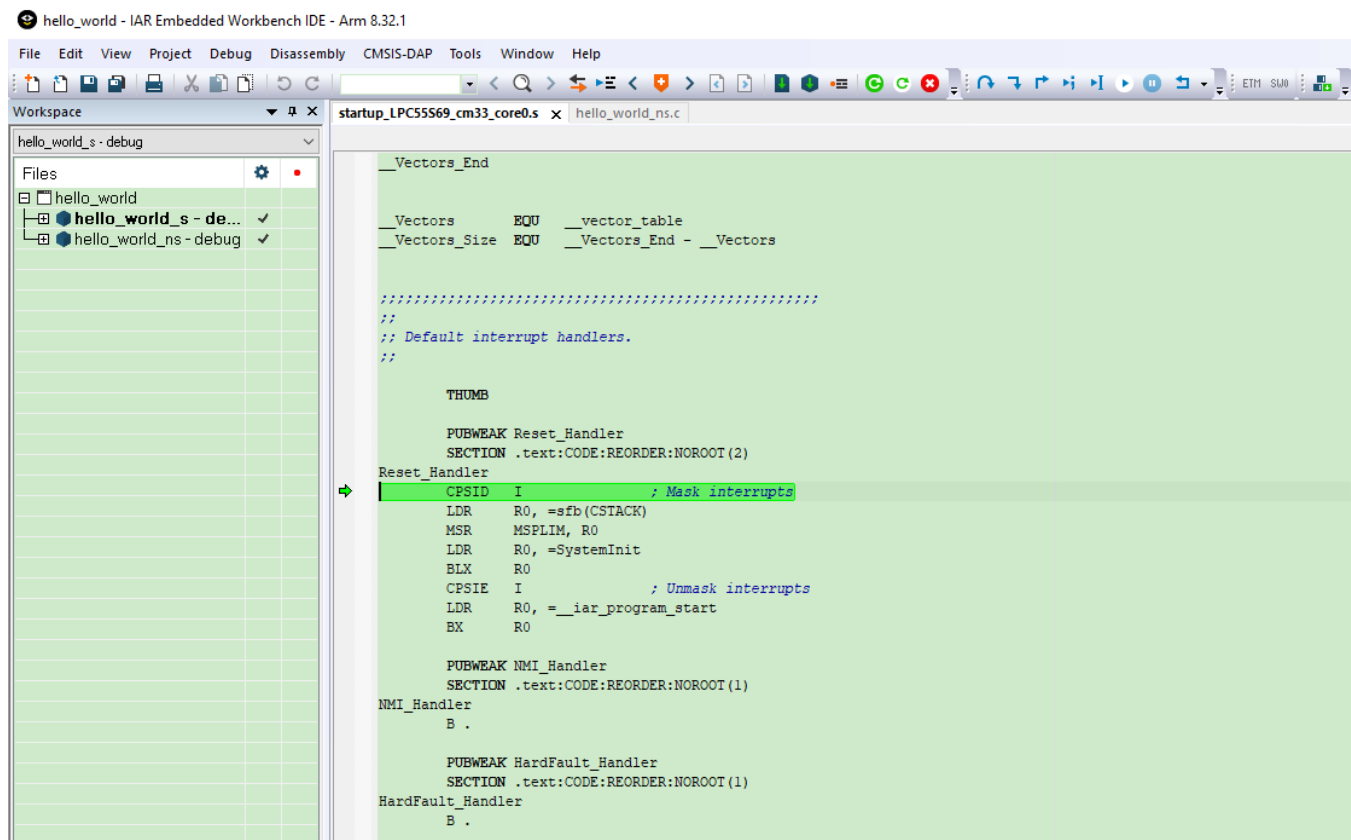 hello_world - IAR Embedded Workbench IDE - Arm 8.32.1
File Edit View Project Debug Disassembly CMSIS-DAP Tools Window Help
ETM SWO
Workspace
startup_LPC55S69_cm33_core0.s hello_world_ns.c
hello_world_s - debug
Files
hello_world
hello_world_s - de...
hello_world_ns - debug
__Vectors_End
__Vectors EQU __vector_table
__Vectors_Size EQU __Vectors_End - __Vectors
;;;;;;;;;;;;;;;;;;;;;;;;;;;;;;;;;;;;;;;;;;;;;;;;;;;;
;;
;; Default interrupt handlers.
;;
THUMB
PUBWEAK Reset_Handler
SECTION .text:CODE:REORDER:NOROOT(2)
Reset_Handler
CPSID I ; Mask interrupts
LDR R0, =sfb(CSTACK)
MSR MSPLIM, R0
LDR R0, =SystemInit
BLX R0
CPSIE I ; Unmask interrupts
LDR R0, =__iar_program_start
BX R0
PUBWEAK NMI_Handler
SECTION .text:CODE:REORDER:NOROOT(1)
NMI_Handler
B .
PUBWEAK HardFault_Handler
SECTION .text:CODE:REORDER:NOROOT(1)
HardFault_Handler
B .